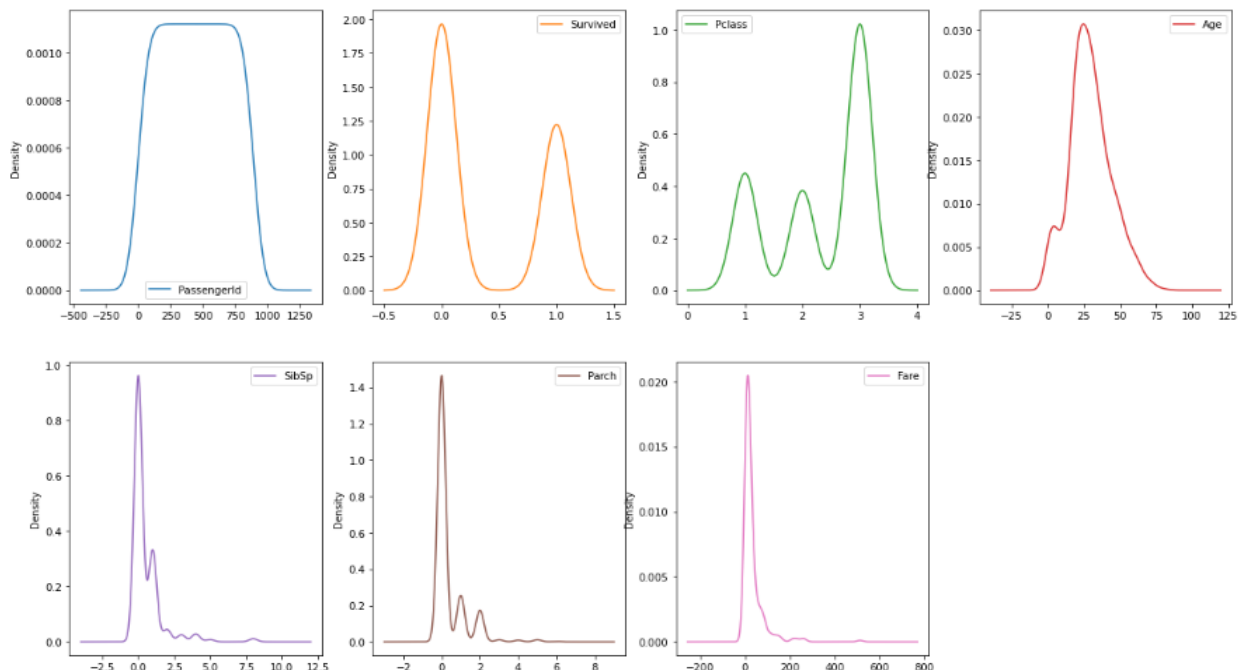 Density
0.0010
0.0008
0.0006
0.0004
0.0002
0.0000
−500 −250 0 250 500 750 1000 1250
PassengerId
2.00
1.75
1.50
1.25
1.00
0.75
0.50
0.25
0.00
−0.5 0.0 0.5 1.0 1.5
Density
Survived
1.0
0.8
0.6
0.4
0.2
0.0
0 1 2 3 4
Density
Pclass
0.030
0.025
0.020
0.015
0.010
0.005
0.000
−25 0 25 50 75 100 125
Density
Age
1.0
0.8
0.6
0.4
0.2
0.0
−2.5 0.0 2.5 5.0 7.5 10.0 12.5
Density
SibSp
1.4
1.2
1.0
0.8
0.6
0.4
0.2
0.0
−2 0 2 4 6 8
Density
Parch
0.020
0.015
0.010
0.005
0.000
−200 0 200 400 600 800
Density
Fare